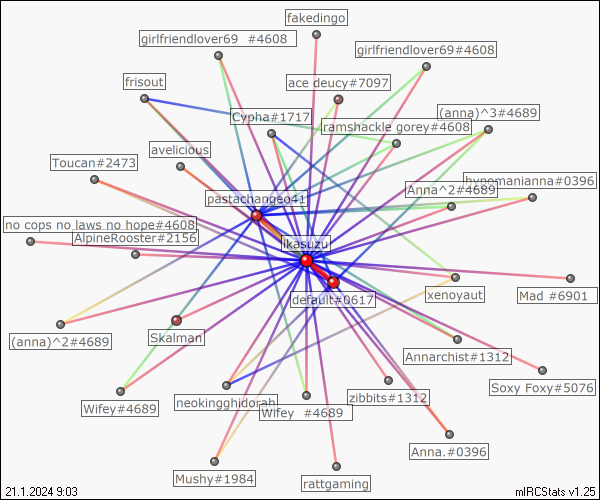 fakedingo
girlfriendlover69 #4608
girlfriendlover69#4608
frisout
ace deucy#7097
(anna)^3#4689
Cypha#1717
ramshackle gorey#4608
avelicious
Toucan#2473
hypomanianna#0396
Anna^2#4689
pastachangeo41
no cops no laws no hope#4608
AlpineRooster#2156
ikasuzu
default#0617
xenoyaut
Mad #6901
(anna)^2#4689
Skalman
Annarchist#1312
Soxy Foxy#5076
Wifey#4689
neokingghidorah
Wifey #4689
zibbits#1312
Anna.#0396
Mushy#1984
rattgaming
21.1.2024 9:03
mIRCStats v1.25